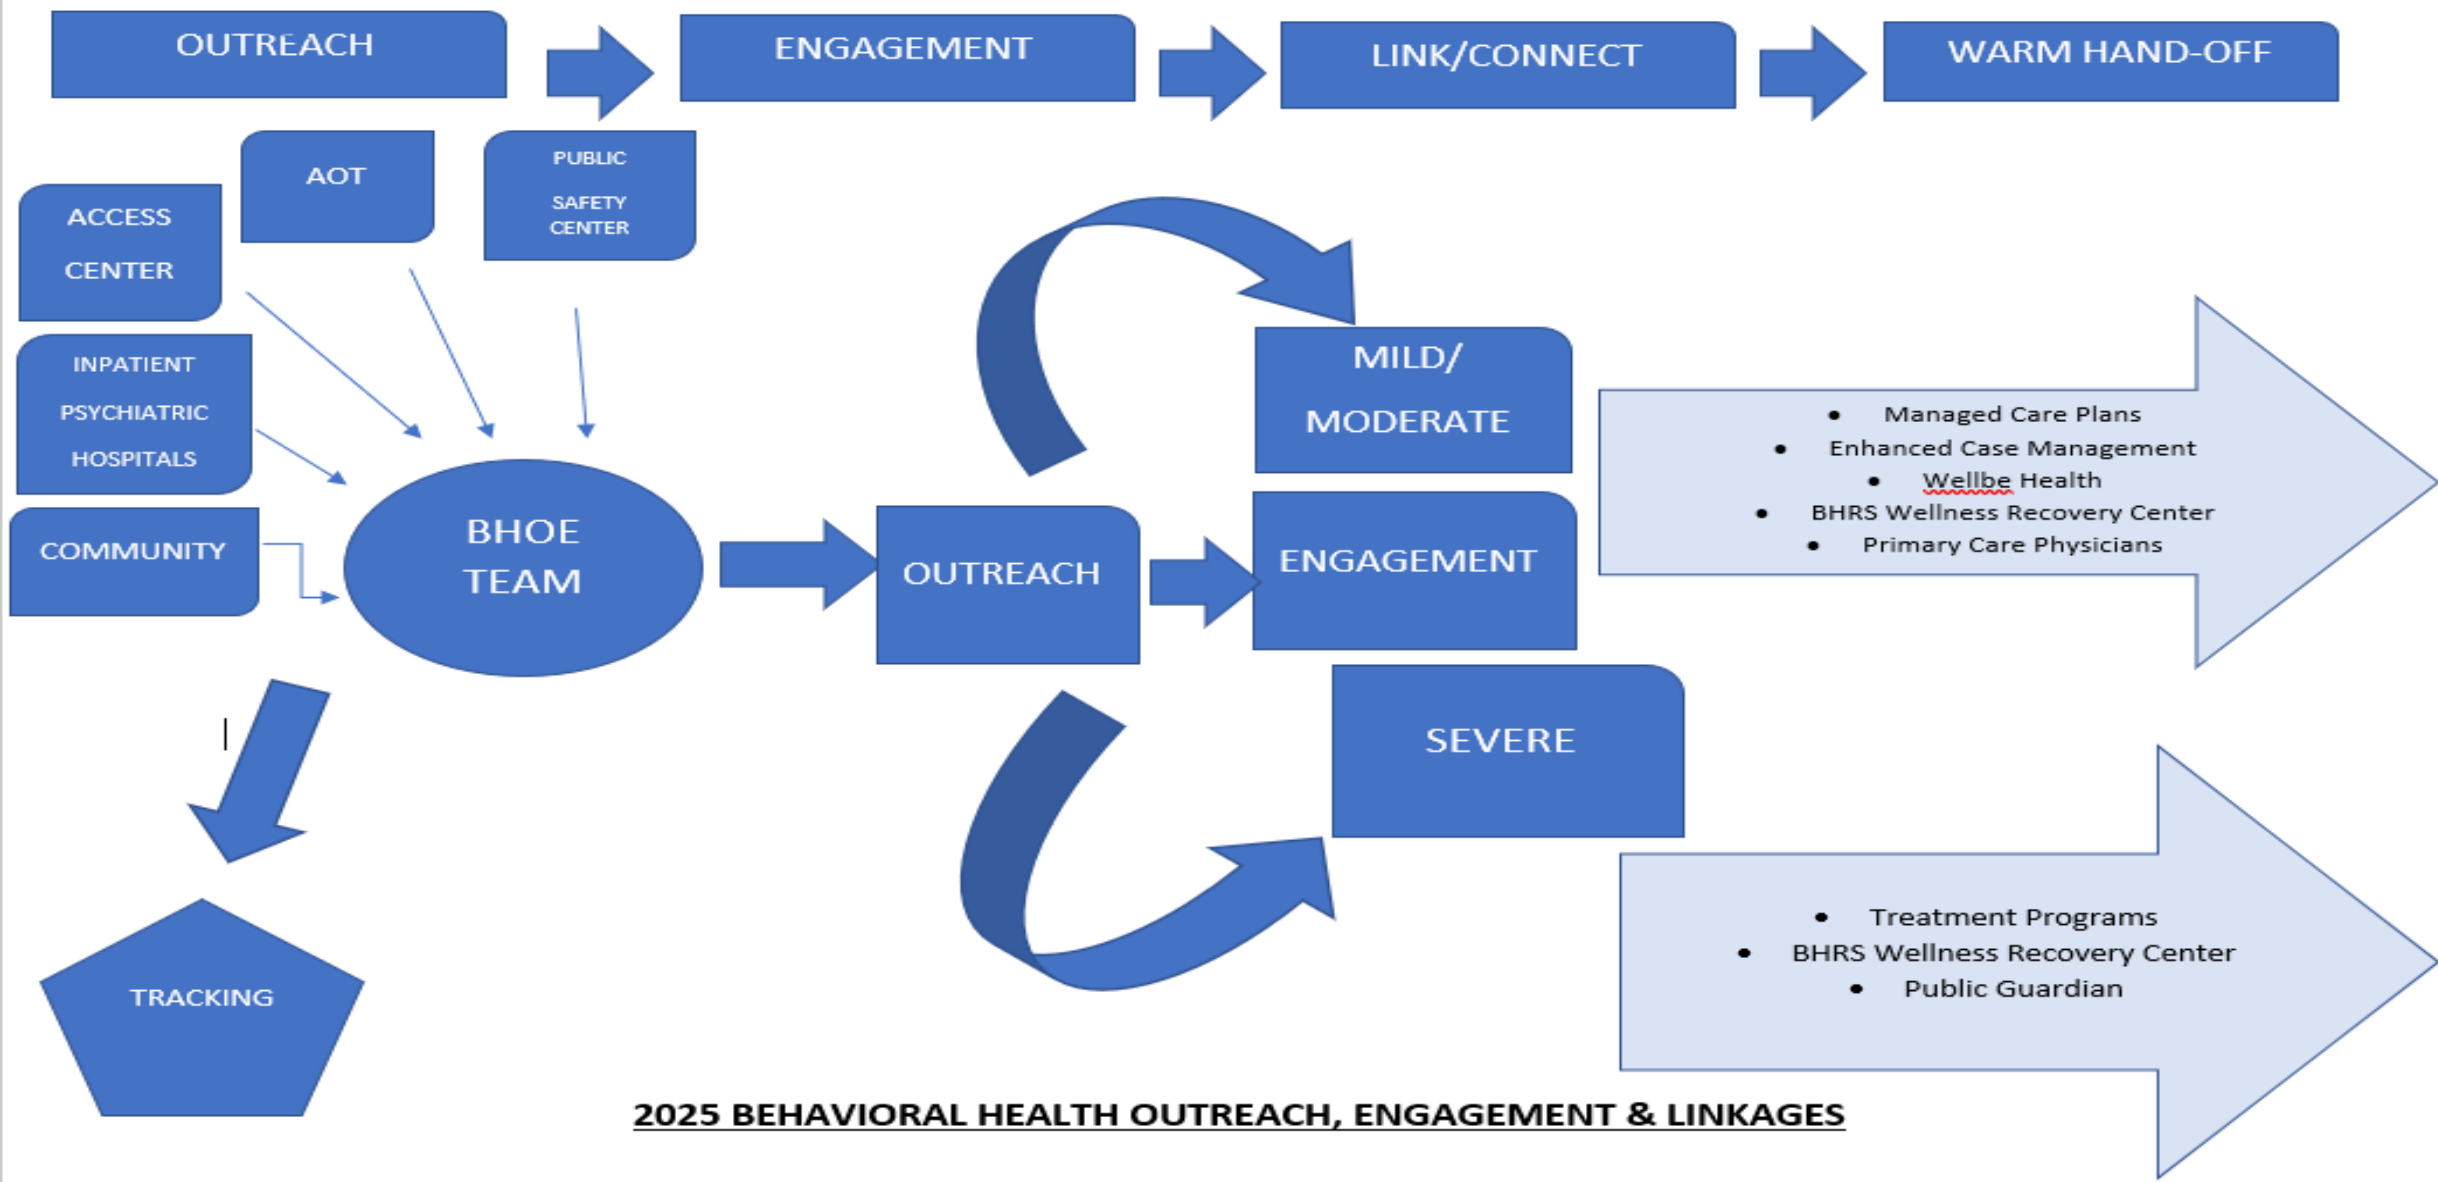 OUTREACH
ENGAGEMENT
LINK/CONNECT
WARM HAND-OFF
ACCESS
CENTER
AOT
PUBLIC
SAFETY
CENTER
INPATIENT
PSYCHIATRIC
HOSPITALS
COMMUNITY
BHOE
TEAM
OUTREACH
MILD/
MODERATE
ENGAGEMENT
SEVERE
• Managed Care Plans
• Enhanced Case Management
• Wellbe Health
• BHRS Wellness Recovery Center
• Primary Care Physicians
• Treatment Programs
• BHRS Wellness Recovery Center
• Public Guardian
TRACKING
2025 BEHAVIORAL HEALTH OUTREACH, ENGAGEMENT & LINKAGES